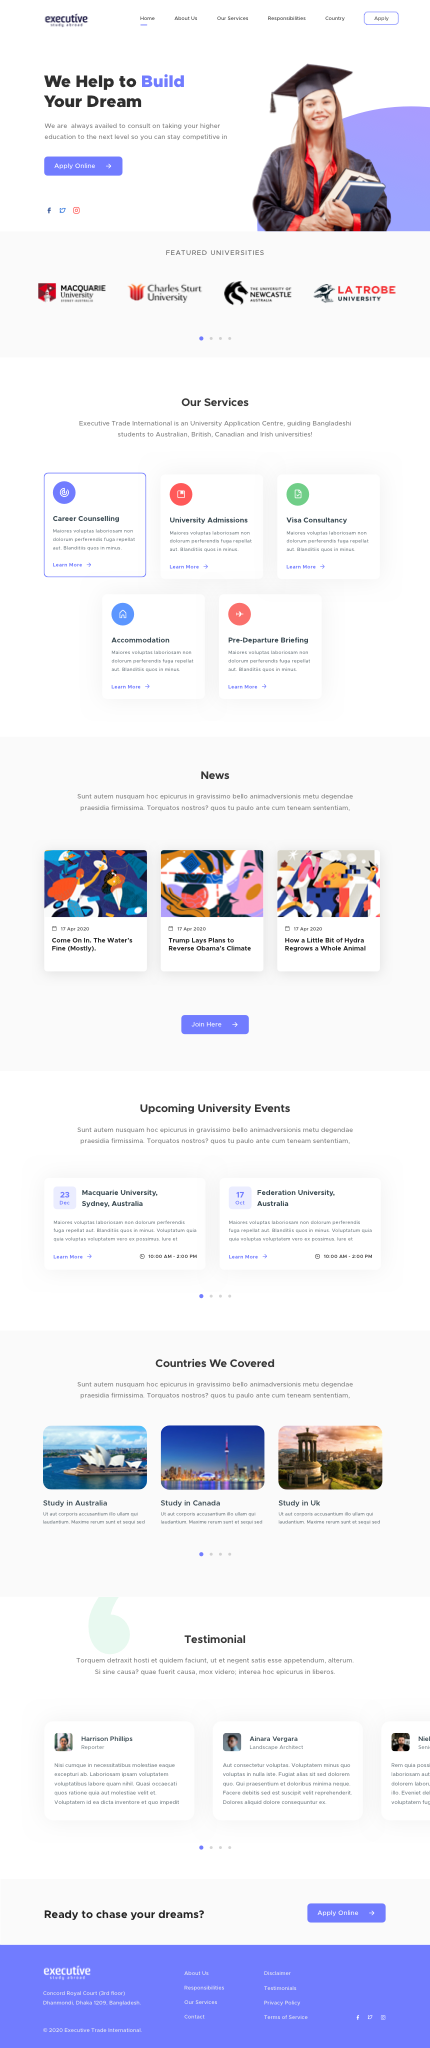 executive
study abroad
Home About Us Our Services Responsibilities Country Apply
We Help to Build
Your Dream
We are always availed to consult on taking your higher
education to the next level so you can stay competitive in
Apply Online
FEATURED UNIVERSITIES
MACQUARIE
University
SYDNEY·AUSTRALIA
Charles Sturt
University
THE UNIVERSITY OF
NEWCASTLE
AUSTRALIA
LA TROBE
UNIVERSITY
Our Services
Executive Trade International is an University Application Centre, guiding Bangladeshi
students to Australian, British, Canadian and Irish universities!
Career Counselling
Maiores voluptas laboriosam non
dolorum perferendis fuga repellat
aut. Blanditiis quos in minus.
Learn More
University Admissions
Maiores voluptas laboriosam non
dolorum perferendis fuga repellat
aut. Blanditiis quos in minus.
Learn More
Visa Consultancy
Maiores voluptas laboriosam non
dolorum perferendis fuga repellat
aut. Blanditiis quos in minus.
Learn More
Accommodation
Maiores voluptas laboriosam non
dolorum perferendis fuga repellat
aut. Blanditiis quos in minus.
Learn More
Pre-Departure Briefing
Maiores voluptas laboriosam non
dolorum perferendis fuga repellat
aut. Blanditiis quos in minus.
Learn More
News
Sunt autem nusquam hoc epicurus in gravissimo bello animadversionis metu degendae
praesidia firmissima. Torquatos nostros? quos tu paulo ante cum teneam sententiam,
17 Apr 2020
Come On In. The Water's
Fine (Mostly).
17 Apr 2020
Trump Lays Plans to
Reverse Obama's Climate
17 Apr 2020
How a Little Bit of Hydra
Regrows a Whole Animal
Join Here
Upcoming University Events
Sunt autem nusquam hoc epicurus in gravissimo bello animadversionis metu degendae
praesidia firmissima. Torquatos nostros? quos tu paulo ante cum teneam sententiam,
23
Dec
Macquarie University,
Sydney, Australia
Maiores voluptas laboriosam non dolorum perferendis
fuga repellat aut. Blanditiis quos in minus. Voluptatum quia
quia voluptas voluptatem vero ex possimus. Iure et
Learn More
10:00 AM - 2:00 PM
17
Oct
Federation University,
Australia
Maiores voluptas laboriosam non dolorum perferendis
fuga repellat aut. Blanditiis quos in minus. Voluptatum quia
quia voluptas voluptatem vero ex possimus. Iure et
Learn More
10:00 AM - 2:00 PM
Countries We Covered
Sunt autem nusquam hoc epicurus in gravissimo bello animadversionis metu degendae
praesidia firmissima. Torquatos nostros? quos tu paulo ante cum teneam sententiam,
Study in Australia
Ut aut corporis accusantium illo ullam qui
laudantium. Maxime rerum sunt et sequi sed
Study in Canada
Ut aut corporis accusantium illo ullam qui
laudantium. Maxime rerum sunt et sequi sed
Study in Uk
Ut aut corporis accusantium illo ullam qui
laudantium. Maxime rerum sunt et sequi sed
Testimonial
Torquem detraxit hosti et quidem faciunt, ut et negent satis esse appetendum, alterum.
Si sine causa? quae fuerit causa, mox videro; interea hoc epicurus in liberos.
Harrison Phillips
Reporter
Nisi cumque in necessitatibus molestiae eaque
excepturi ab. Laboriosam ipsam voluptatem
voluptatibus labore quam nihil. Quasi occaecati
quos ratione quia aut molestiae velit et
Voluptatem id ea dicta inventore et quo impedit
Ainara Vergara
Landscape Architect
Aut consectetur voluptas. Voluptatem minus quo
voluptas in nulla iste. Fugiat alias sit sed dolorem
quo. Qui praesentium et doloribus minima neque.
Facere debitis sed est suscipit velit reprehenderit.
Dolores aliquid dolore consequuntur ex
Niel
Seni
Rem quia posse
laboriosam aut
dolorem labor
illo. Eveniet del
voluptatem fug
Ready to chase your dreams?
Apply Online
executive
study abroad
Concord Royal Court (3rd floor)
Dhanmondi, Dhaka 1209, Bangladesh.
© 2020 Executive Trade International.
About Us
Responsibilities
Our Services
Contact
Disclaimer
Testimonials
Privacy Policy
Terms of Service